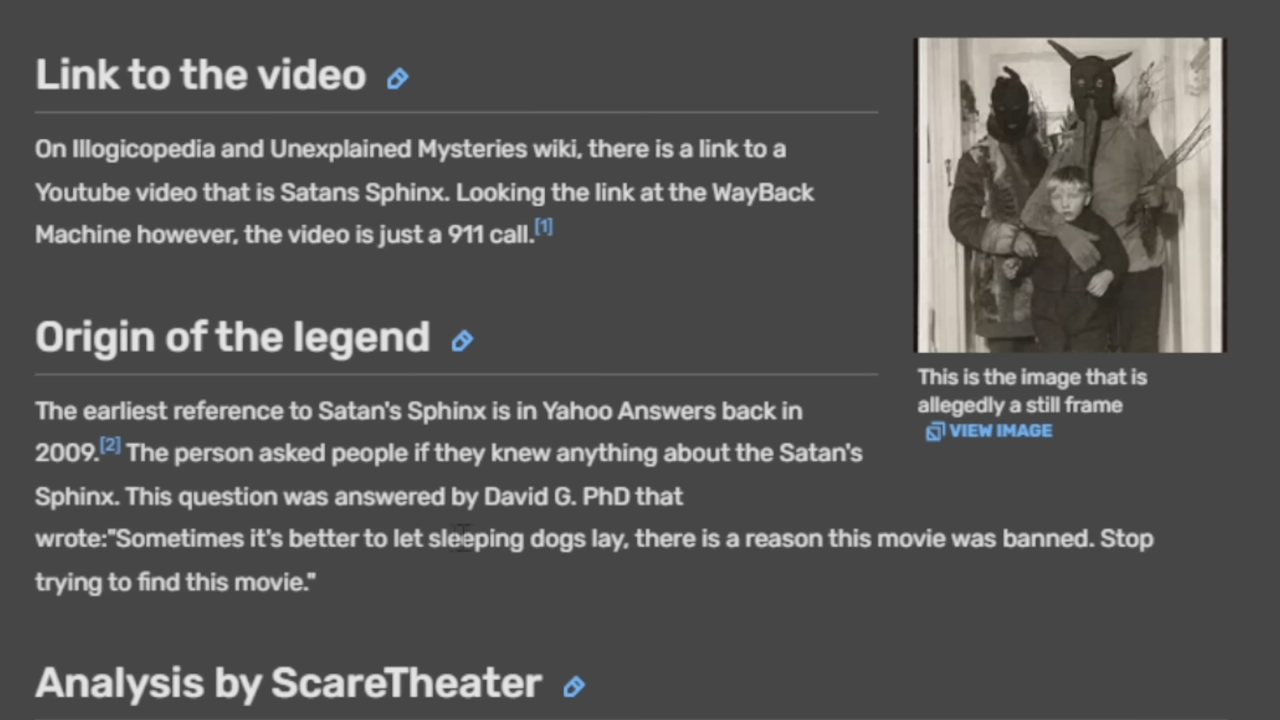 Link to the video
On Illogicopedia and Unexplained Mysteries wiki, there is a link to a
Youtube video that is Satans Sphinx. Looking the link at the WayBack
Machine however, the video is just a 911 call.[1]
This is the image that is
allegedly a still frame
VIEW IMAGE
Origin of the legend
The earliest reference to Satan's Sphinx is in Yahoo Answers back in
2009.[2] The person asked people if they knew anything about the Satan's
Sphinx. This question was answered by David G. PhD that
wrote:"Sometimes it's better to let sleeping dogs lay, there is a reason this movie was banned. Stop
trying to find this movie."
Analysis by ScareTheater